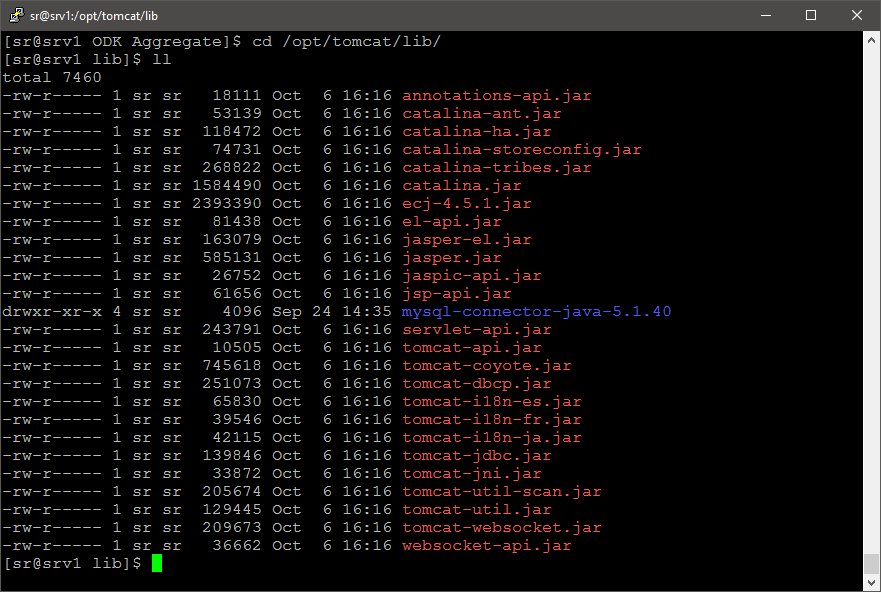 sr@srv1:/opt/tomcat/lib
[sr@srv1 ODK Aggregate]$ cd /opt/tomcat/lib/
[sr@srv1 lib]$ ll
total 7460
-rw-r----- 1 sr sr   18111 Oct  6 16:16 annotations-api.jar
-rw-r----- 1 sr sr   53139 Oct  6 16:16 catalina-ant.jar
-rw-r----- 1 sr sr  118472 Oct  6 16:16 catalina-ha.jar
-rw-r----- 1 sr sr   74731 Oct  6 16:16 catalina-storeconfig.jar
-rw-r----- 1 sr sr  268822 Oct  6 16:16 catalina-tribes.jar
-rw-r----- 1 sr sr 1584490 Oct  6 16:16 catalina.jar
-rw-r----- 1 sr sr 2393390 Oct  6 16:16 ecj-4.5.1.jar
-rw-r----- 1 sr sr   81438 Oct  6 16:16 el-api.jar
-rw-r----- 1 sr sr  163079 Oct  6 16:16 jasper-el.jar
-rw-r----- 1 sr sr  585131 Oct  6 16:16 jasper.jar
-rw-r----- 1 sr sr   26752 Oct  6 16:16 jaspic-api.jar
-rw-r----- 1 sr sr   61656 Oct  6 16:16 jsp-api.jar
drwxr-xr-x 4 sr sr    4096 Sep 24 14:35 mysql-connector-java-5.1.40
-rw-r----- 1 sr sr  243791 Oct  6 16:16 servlet-api.jar
-rw-r----- 1 sr sr   10505 Oct  6 16:16 tomcat-api.jar
-rw-r----- 1 sr sr  745618 Oct  6 16:16 tomcat-coyote.jar
-rw-r----- 1 sr sr  251073 Oct  6 16:16 tomcat-dbcp.jar
-rw-r----- 1 sr sr   65830 Oct  6 16:16 tomcat-i18n-es.jar
-rw-r----- 1 sr sr   39546 Oct  6 16:16 tomcat-i18n-fr.jar
-rw-r----- 1 sr sr   42115 Oct  6 16:16 tomcat-i18n-ja.jar
-rw-r----- 1 sr sr  139846 Oct  6 16:16 tomcat-jdbc.jar
-rw-r----- 1 sr sr   33872 Oct  6 16:16 tomcat-jni.jar
-rw-r----- 1 sr sr  205674 Oct  6 16:16 tomcat-util-scan.jar
-rw-r----- 1 sr sr  129445 Oct  6 16:16 tomcat-util.jar
-rw-r----- 1 sr sr  209673 Oct  6 16:16 tomcat-websocket.jar
-rw-r----- 1 sr sr   36662 Oct  6 16:16 websocket-api.jar
[sr@srv1 lib]$